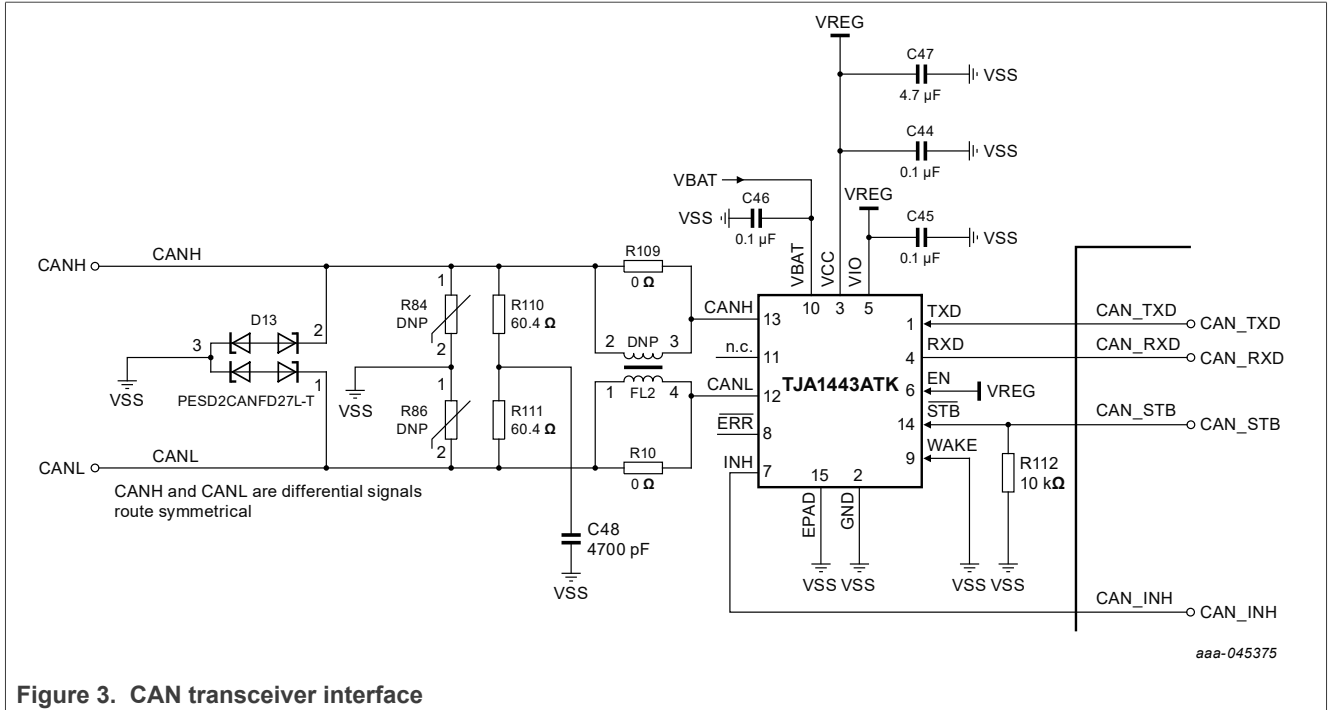 VREG
C47
VSS
4.7 µF
C44
VSS
0.1 µF
VBAT
C46
VREG
VSS
0.1 µF
C45
VSS
0.1 µF
CANH
CANH
R109
0 Ω
VBAT
VCC
VIO
10
3
5
D13
2
3
1
VSS
PESD2CANFD27L-T
1
R84
DNP
2
VSS
1
R86
DNP
2
R110
60.4 Ω
R111
60.4 Ω
2
DNP
3
1
FL2
4
R10
0 Ω
CANH
13
n.c.
11
CANL
12
ERR
8
INH
7
TJA1443ATK
1
TXD
CAN_TXD
CAN_TXD
4
RXD
CAN_RXD
CAN_RXD
6
EN
VREG
14
STB
CAN_STB
CAN_STB
9
WAKE
R112
10 kΩ
CANL
CANL
CANH and CANL are differential signals
route symmetrical
15
2
EPAD
GND
C48
4700 pF
VSS
VSS
VSS
VSS
VSS
CAN_INH
CAN_INH
aaa-045375
Figure 3. CAN transceiver interface